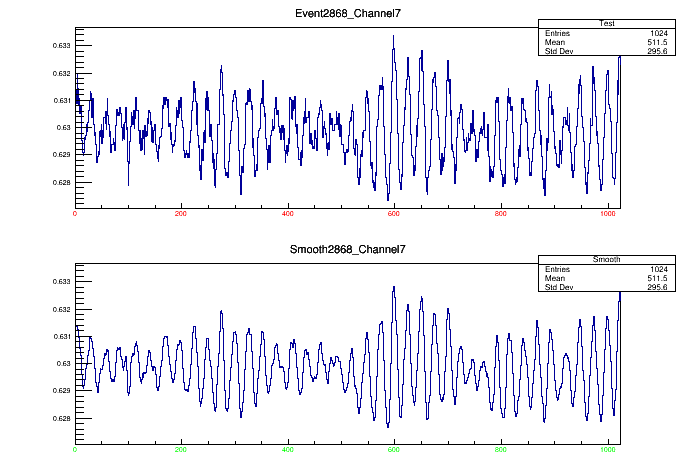 Event2868_Channel7
Test
Entries 1024
Mean 511.5
Std Dev 295.6
0.633
0.632
0.631
0.63
0.629
0.628
0 200 400 600 800 1000
Smooth2868_Channel7
Smooth
Entries 1024
Mean 511.5
Std Dev 295.6
0.633
0.632
0.631
0.63
0.629
0.628
0 200 400 600 800 1000